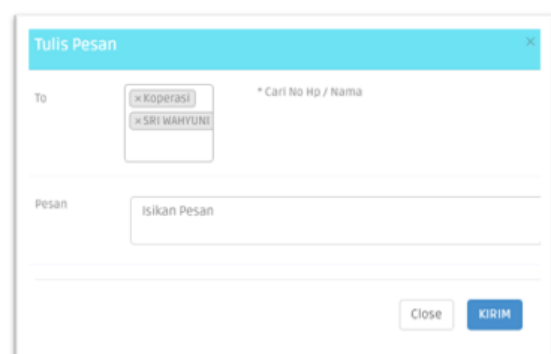 Tulis Pesan ×
To × Koperasi * Cari No Hp / Nama
× SRI WAHYUNI
Pesan Isikan Pesan
Close KIRIM